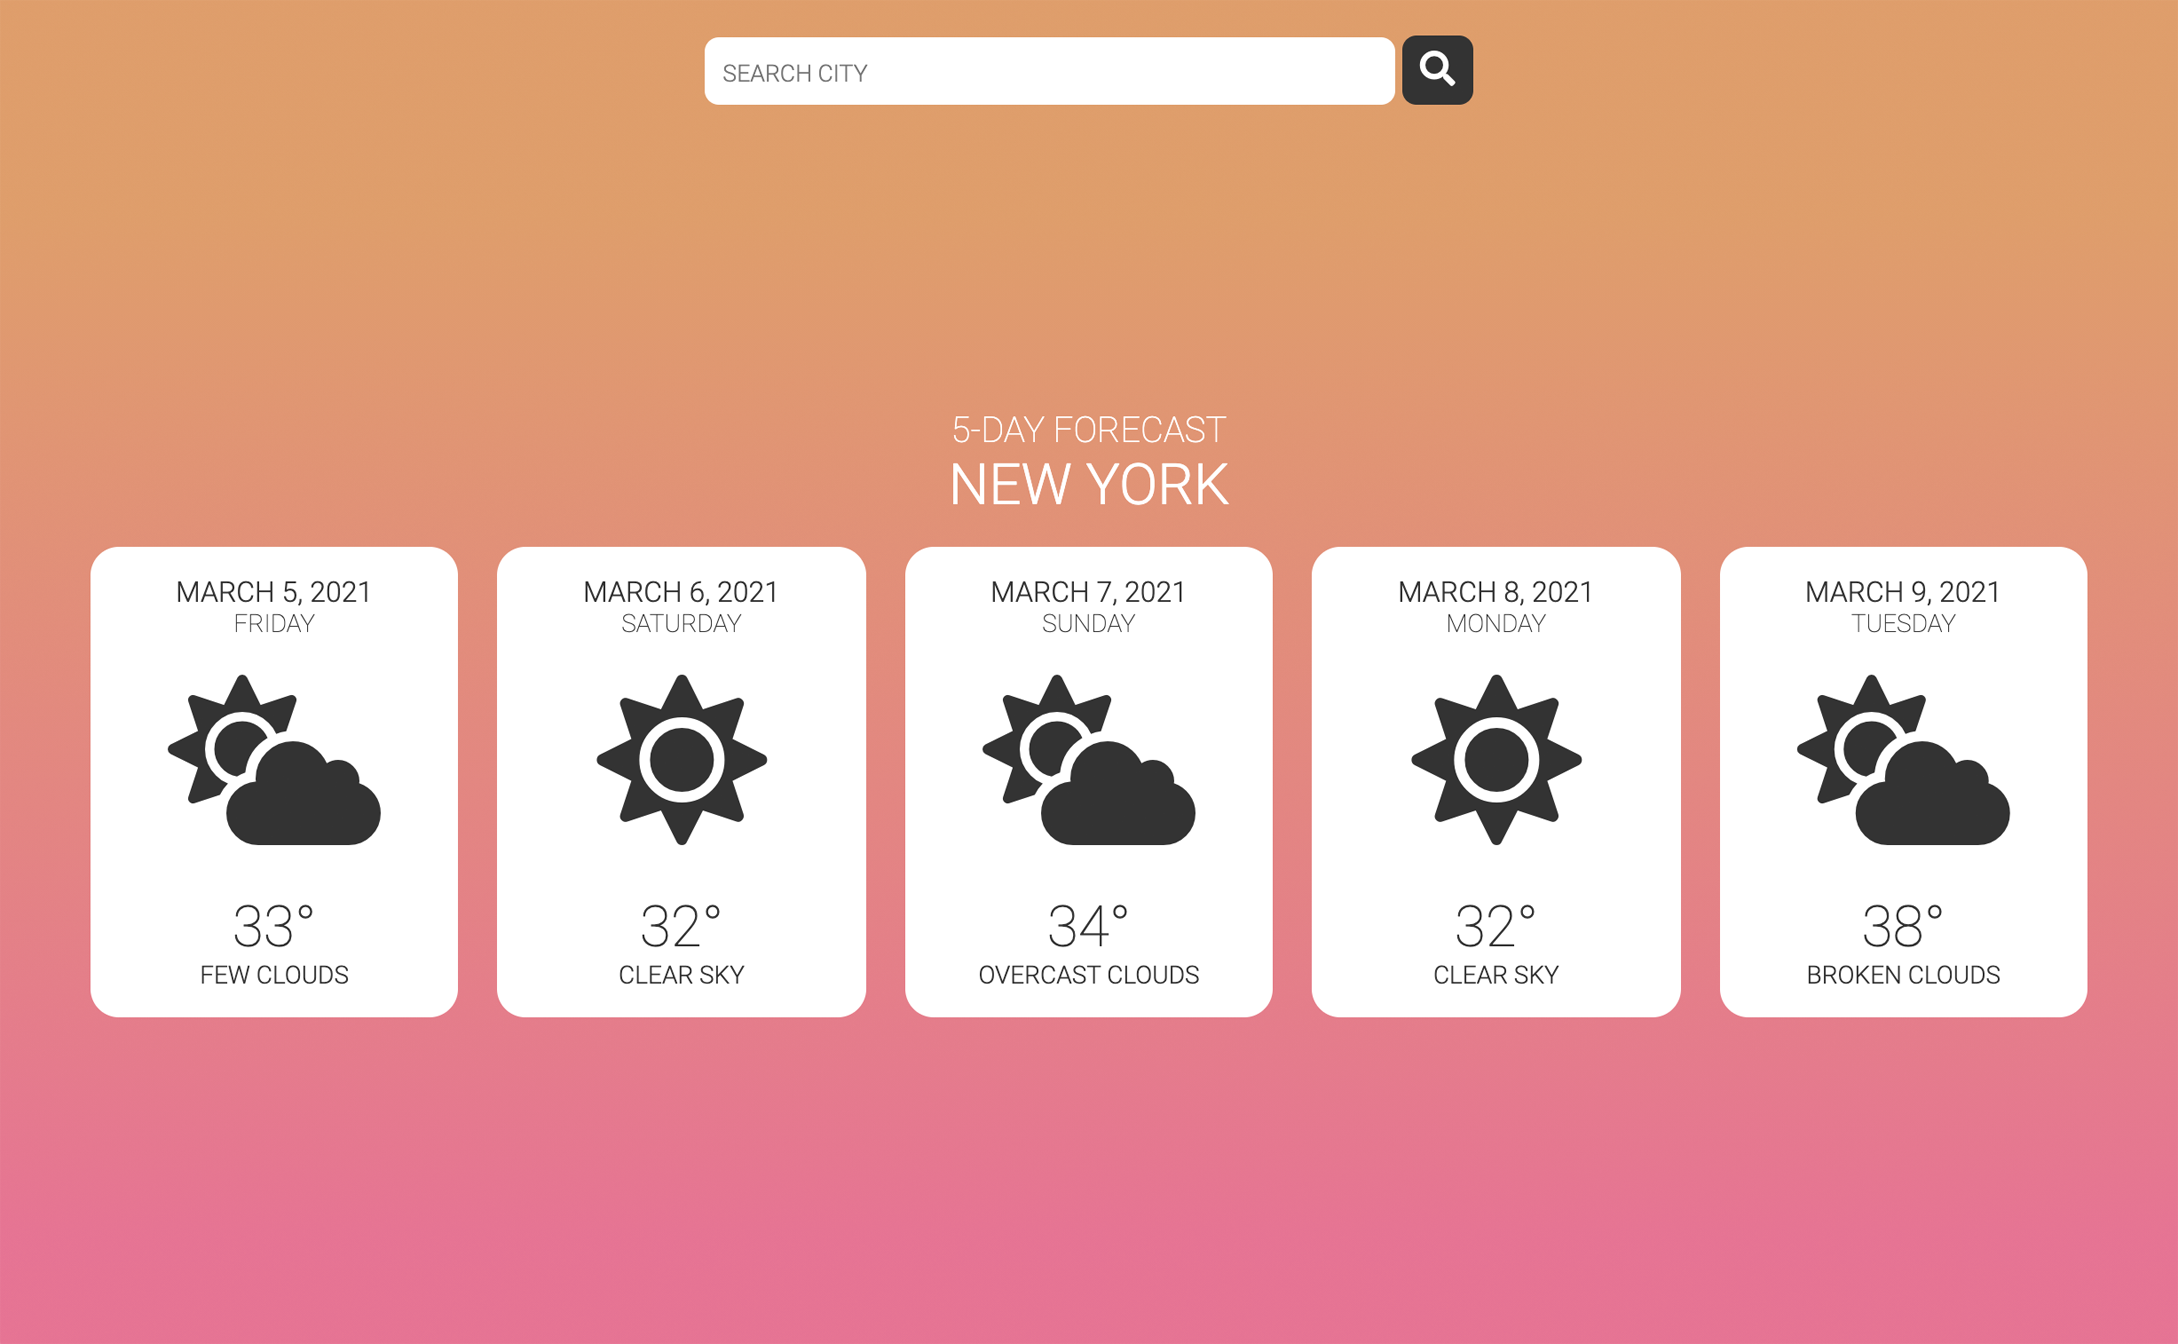 SEARCH CITY
5-DAY FORECAST
NEW YORK
MARCH 5, 2021
FRIDAY
33°
FEW CLOUDS
MARCH 6, 2021
SATURDAY
32°
CLEAR SKY
MARCH 7, 2021
SUNDAY
34°
OVERCAST CLOUDS
MARCH 8, 2021
MONDAY
32°
CLEAR SKY
MARCH 9, 2021
TUESDAY
38°
BROKEN CLOUDS